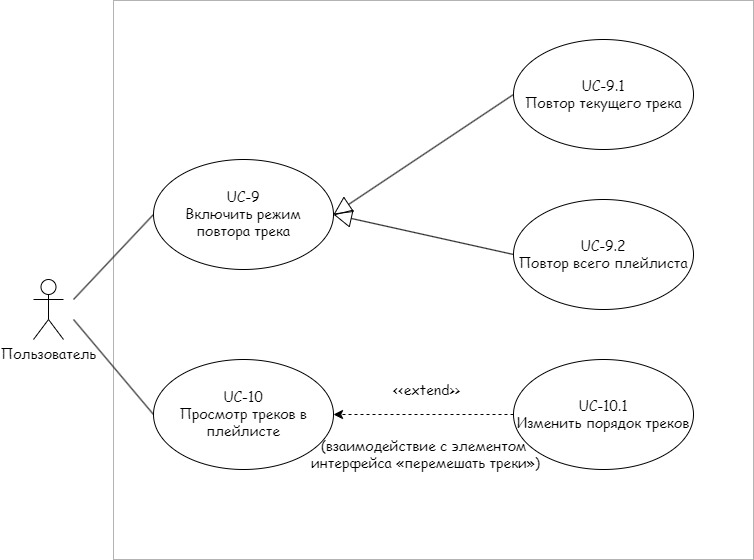 UC-9.1
Повтор текущего трека
UC-9
Включить режим
повтора трека
UC-9.2
Повтор всего плейлиста
Пользователь
UC-10
Просмотр треков в
плейлисте
<<extend>>
UC-10.1
Изменить порядок треков
(взаимодействие с элементом
интерфейса «перемешать треки»)